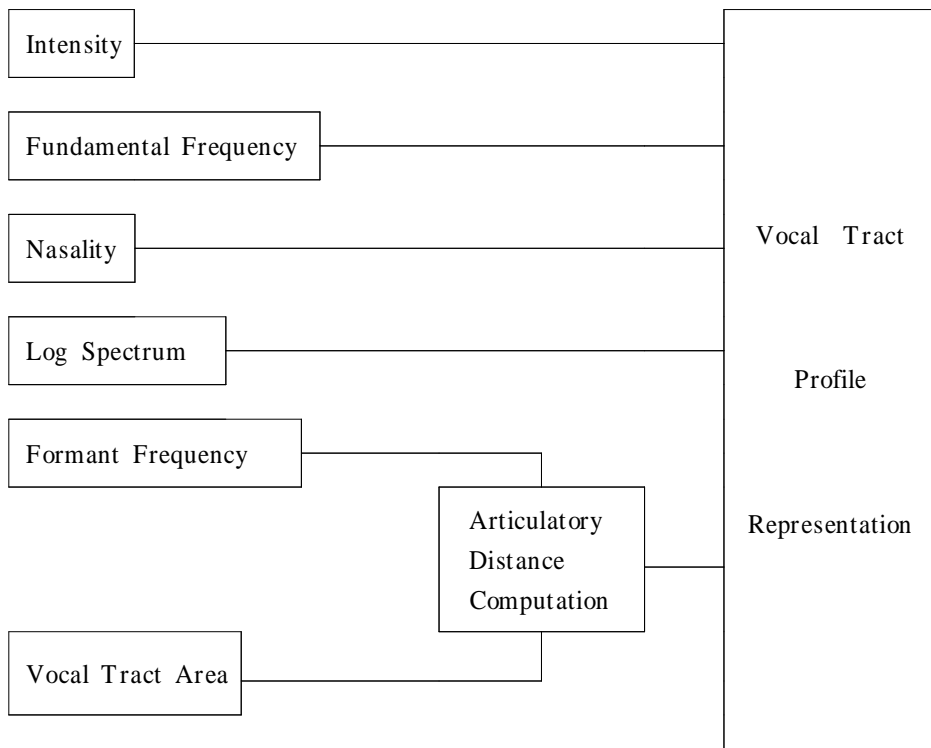 Intensity
Fundamental Frequency
Nasality
Log Spectrum
Formant Frequency
Vocal Tract Area
Articulatory
Distance
Computation
Vocal Tract
Profile
Representation